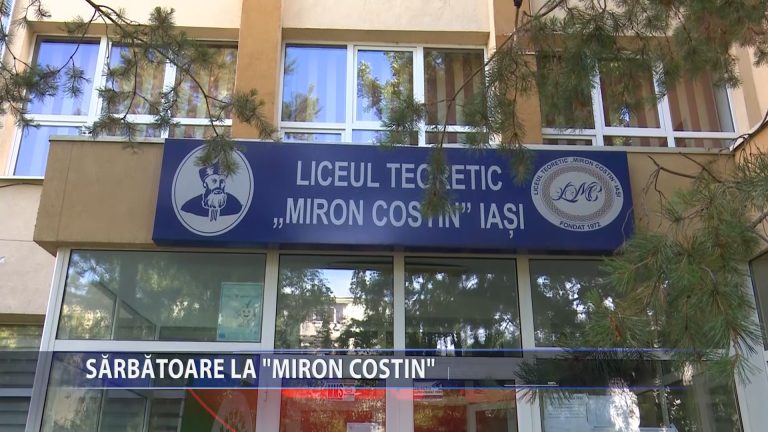 LICEUL TEORETIC
„MIRON COSTIN” IAȘI
LICEUL TEORETIC „MIRON COSTIN” IAȘI
LMC
FONDAT 1972
SĂRBĂTOARE LA "MIRON COSTIN"